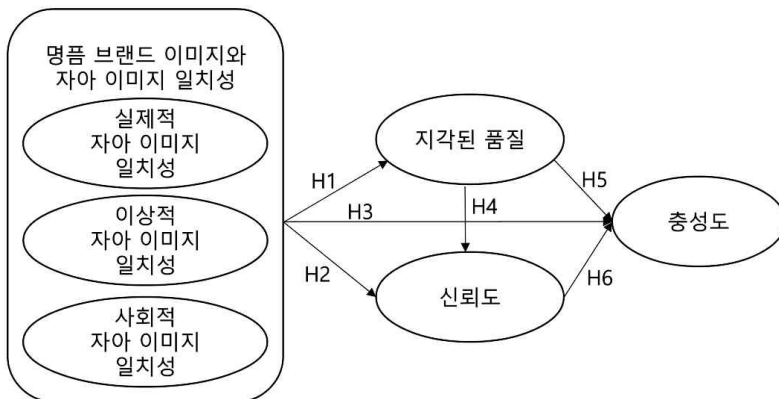 명품 브랜드 이미지와
자아 이미지 일치성
실제적
자아 이미지
일치성
이상적
자아 이미지
일치성
사회적
자아 이미지
일치성
H1
H3
H2
지각된 품질
H4
신뢰도
H5
H6
충성도